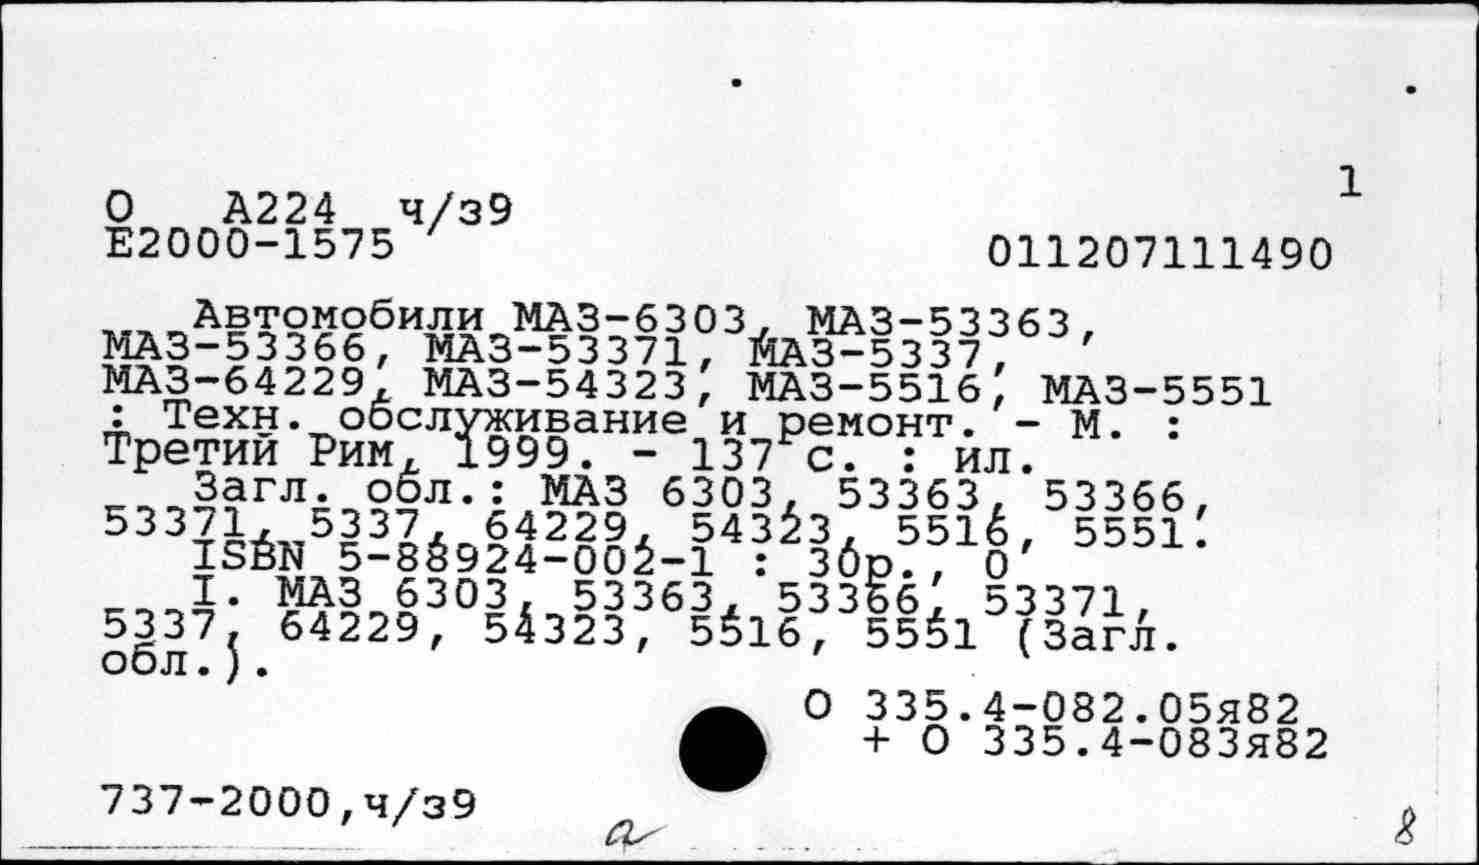 1
О А224 ч/з9
Е2000-1575
011207111490
Автомобили МАЗ-6303, МАЗ-53363,
МАЗ-53366, МАЗ-53371, МАЗ-5337,
МАЗ-64229, МАЗ-54323, МАЗ-5516, МАЗ-5551
: Техн. обслуживание и ремонт. - М. :
Третий Рим, 1999. - 137 с. : ил.
Загл. обл.: МАЗ 6303, 53363, 53366,
53371, 5337, 64229, 54323, 5516, 5551.
ISBN 5-88924-002-1 : 30р., 0
I. МАЗ 6303, 53363, 53366, 53371,
5337, 64229, 54323, 5516, 5551 (Загл.
обл.).
О 335.4-082.05я82
+ О 335.4-083я82
737-2000,ч/з9
8